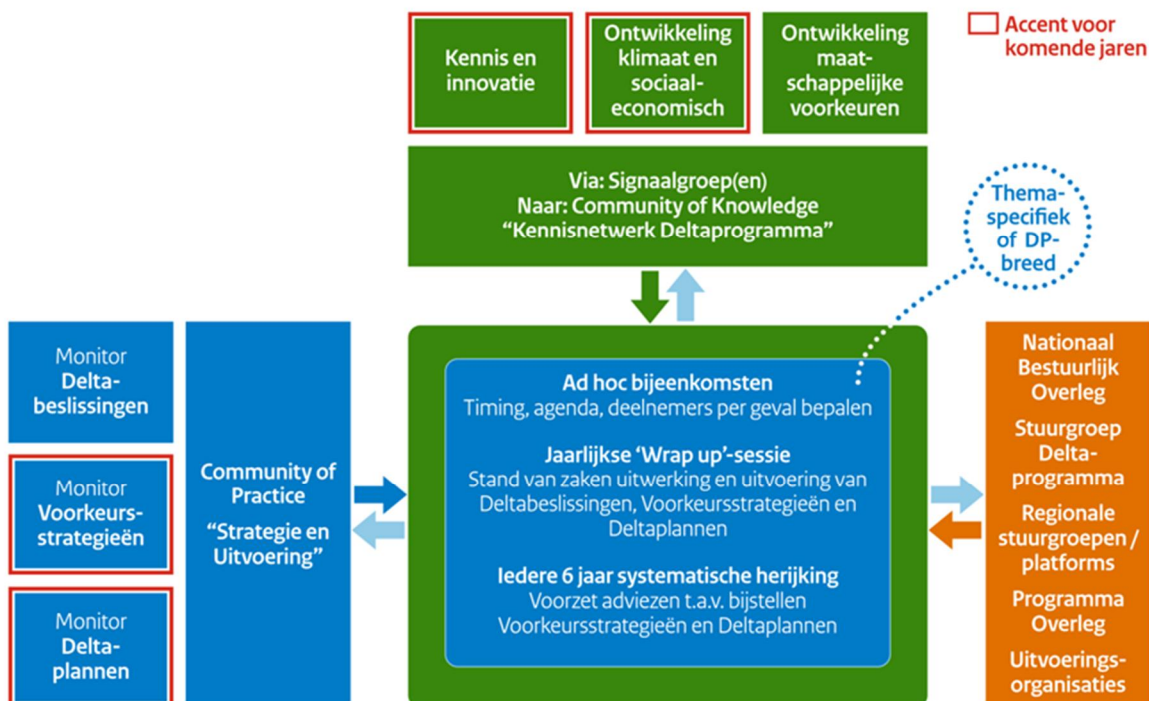 Kennis en
innovatie
Ontwikkeling
klimaat en
sociaal-
economisch
Ontwikkeling
maat-
schappelijke
voorkeuren
Accent voor
komende jaren
Via: Signaalgroep(en)
Naar: Community of Knowledge
“Kennisnetwerk Deltaprogramma”
Thema-
specifiek
of DP-
breed
Monitor
Delta-
beslissingen
Monitor
Voorkeurs-
strategieën
Monitor
Delta-
plannen
Community of
Practice
“Strategie en
Uitvoering”
Ad hoc bijeenkomsten
Timing, agenda, deelnemers per geval bepalen
Jaarlijkse ‘Wrap up’-sessie
Stand van zaken uitwerking en uitvoering van
Deltabeslissingen, Voorkeursstrategieën en
Deltaplannen
Iedere 6 jaar systematische herijking
Voorzet adviezen t.a.v. bijstellen
Voorkeursstrategieën en Deltaplannen
Nationaal
Bestuurlijk
Overleg
Stuurgroep
Delta-
programma
Regionale
stuurgroepen /
platforms
Programma
Overleg
Uitvoerings-
organisaties